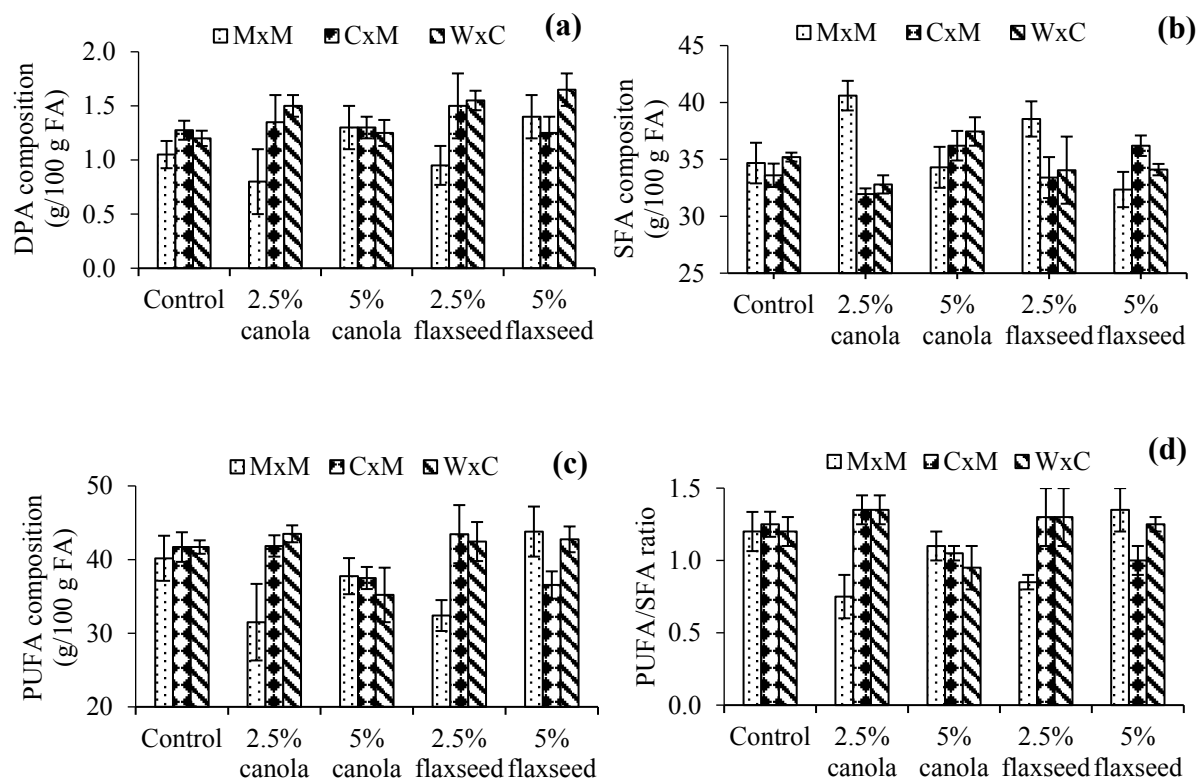 (a)
MxM CxM WxC
DPA composition
(g/100 g FA)
2.0
1.5
1.0
0.5
0.0
Control 2.5% canola 5% canola 2.5% flaxseed 5% flaxseed
(b)
MxM CxM WxC
SFA compositon
(g/100 g FA)
45
40
35
30
25
Control 2.5% canola 5% canola 2.5% flaxseed 5% flaxseed
(c)
MxM CxM WxC
PUFA composition
(g/100 g FA)
50
40
30
20
Control 2.5% canola 5% canola 2.5% flaxseed 5% flaxseed
(d)
MxM CxM WxC
PUFA/SFA ratio
1.5
1.0
0.5
0.0
Control 2.5% canola 5% canola 2.5% flaxseed 5% flaxseed